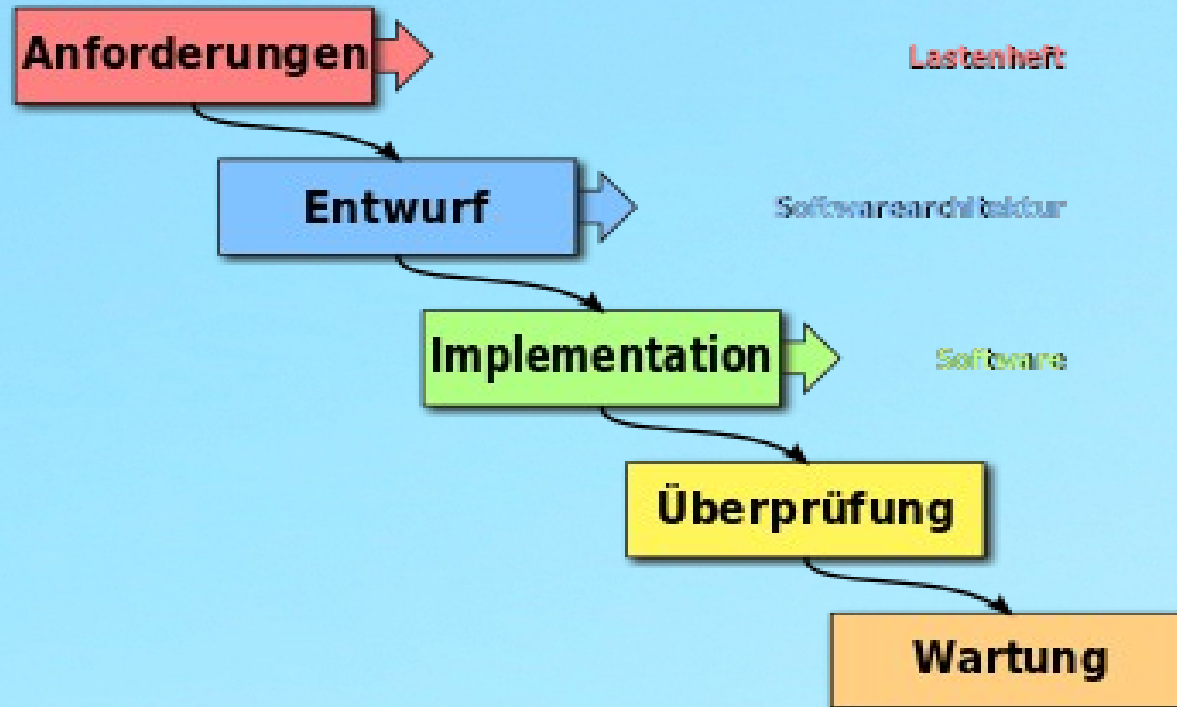 Anforderungen
Lastenheft
Entwurf
Softwarearchitektur
Implementation
Software
Überprüfung
Wartung